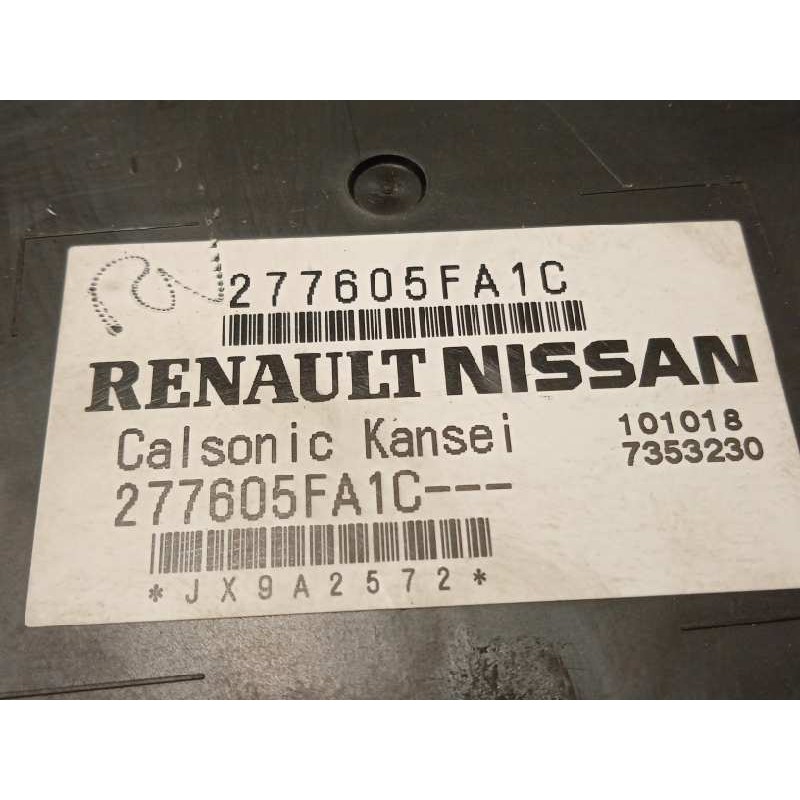 277605FA1C
RENAULT NISSAN
Calsonic Kansei 101018
277605FA1C--- 7353230
*JX9A2572*